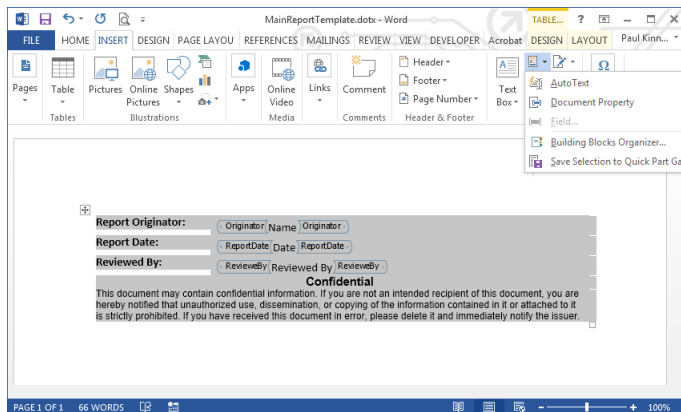 MainReportTemplate.dotx - Word
TABLE...
FILE HOME INSERT DESIGN PAGE LAYO REFERENCES MAILINGS REVIEW VIEW DEVELOPER Acrobat DESIGN LAYOUT Paul Kinn...
Pages
Table
Tables
Pictures
Online
Pictures
Shapes
Illustrations
Apps
Online
Video
Media
Links
Comment
Comments
Header
Footer
Page Number
Header & Footer
Text
Box
AutoText
Document Property
Field...
Building Blocks Organizer...
Save Selection to Quick Part Ga
Report Originator: Originator Name Originator
Report Date: ReportDate Date ReportDate
Reviewed By: RevieweBy Reviewed By RevieweBy
Confidential
This document may contain confidential information. If you are not an intended recipient of this document, you are
hereby notified that unauthorized use, dissemination, or copying of the information contained in it or attached to it
is strictly prohibited. If you have received this document in error, please delete it and immediately notify the issuer.
PAGE 1 OF 1 66 WORDS 100%